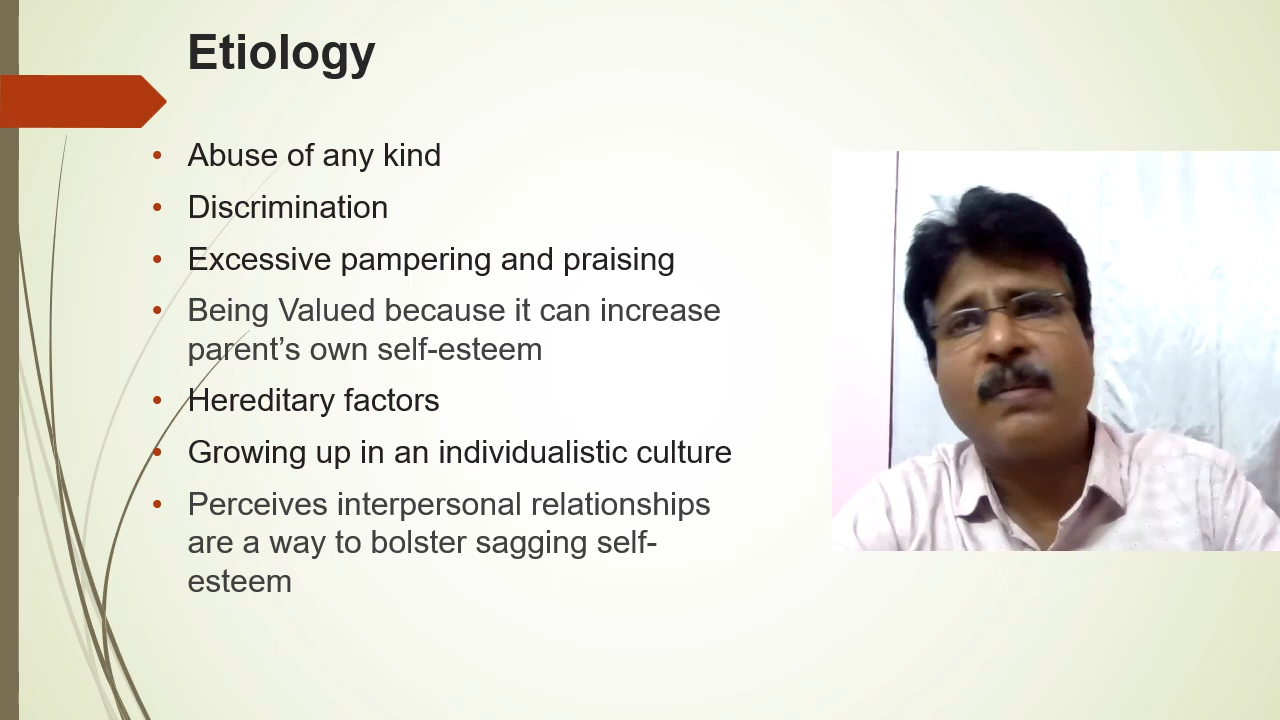 Etiology
• Abuse of any kind
• Discrimination
• Excessive pampering and praising
• Being Valued because it can increase
parent’s own self-esteem
• Hereditary factors
• Growing up in an individualistic culture
• Perceives interpersonal relationships
are a way to bolster sagging self-
esteem